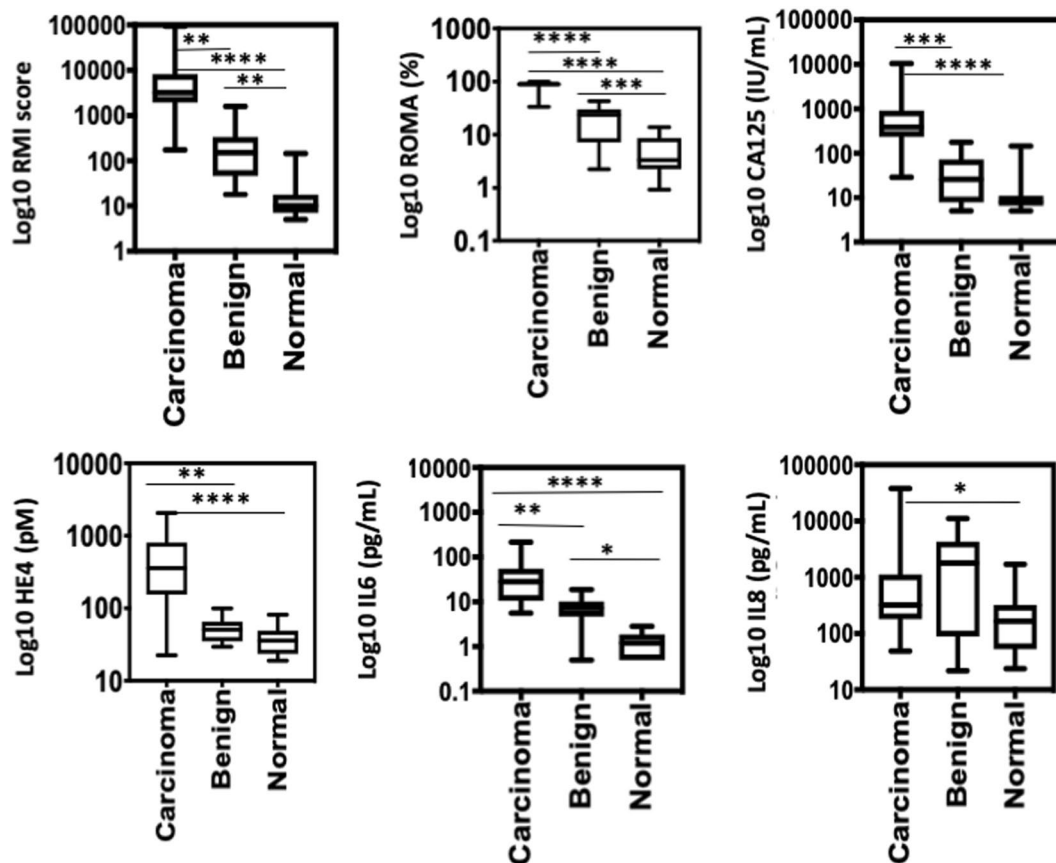 Log10 RMI score
100000
10000
1000
100
10
1
**
****
**
Carcinoma
Benign
Normal
Log10 ROMA (%)
1000
100
10
1
0.1
****
****
***
Carcinoma
Benign
Normal
Log10 CA125 (IU/mL)
100000
10000
1000
100
10
1
***
****
Carcinoma
Benign
Normal
Log10 HE4 (pM)
10000
1000
100
10
**
****
Carcinoma
Benign
Normal
Log10 IL6 (pg/mL)
10000
1000
100
10
1
0.1
****
**
*
Carcinoma
Benign
Normal
Log10 IL8 (pg/mL)
100000
10000
1000
100
10
*
Carcinoma
Benign
Normal